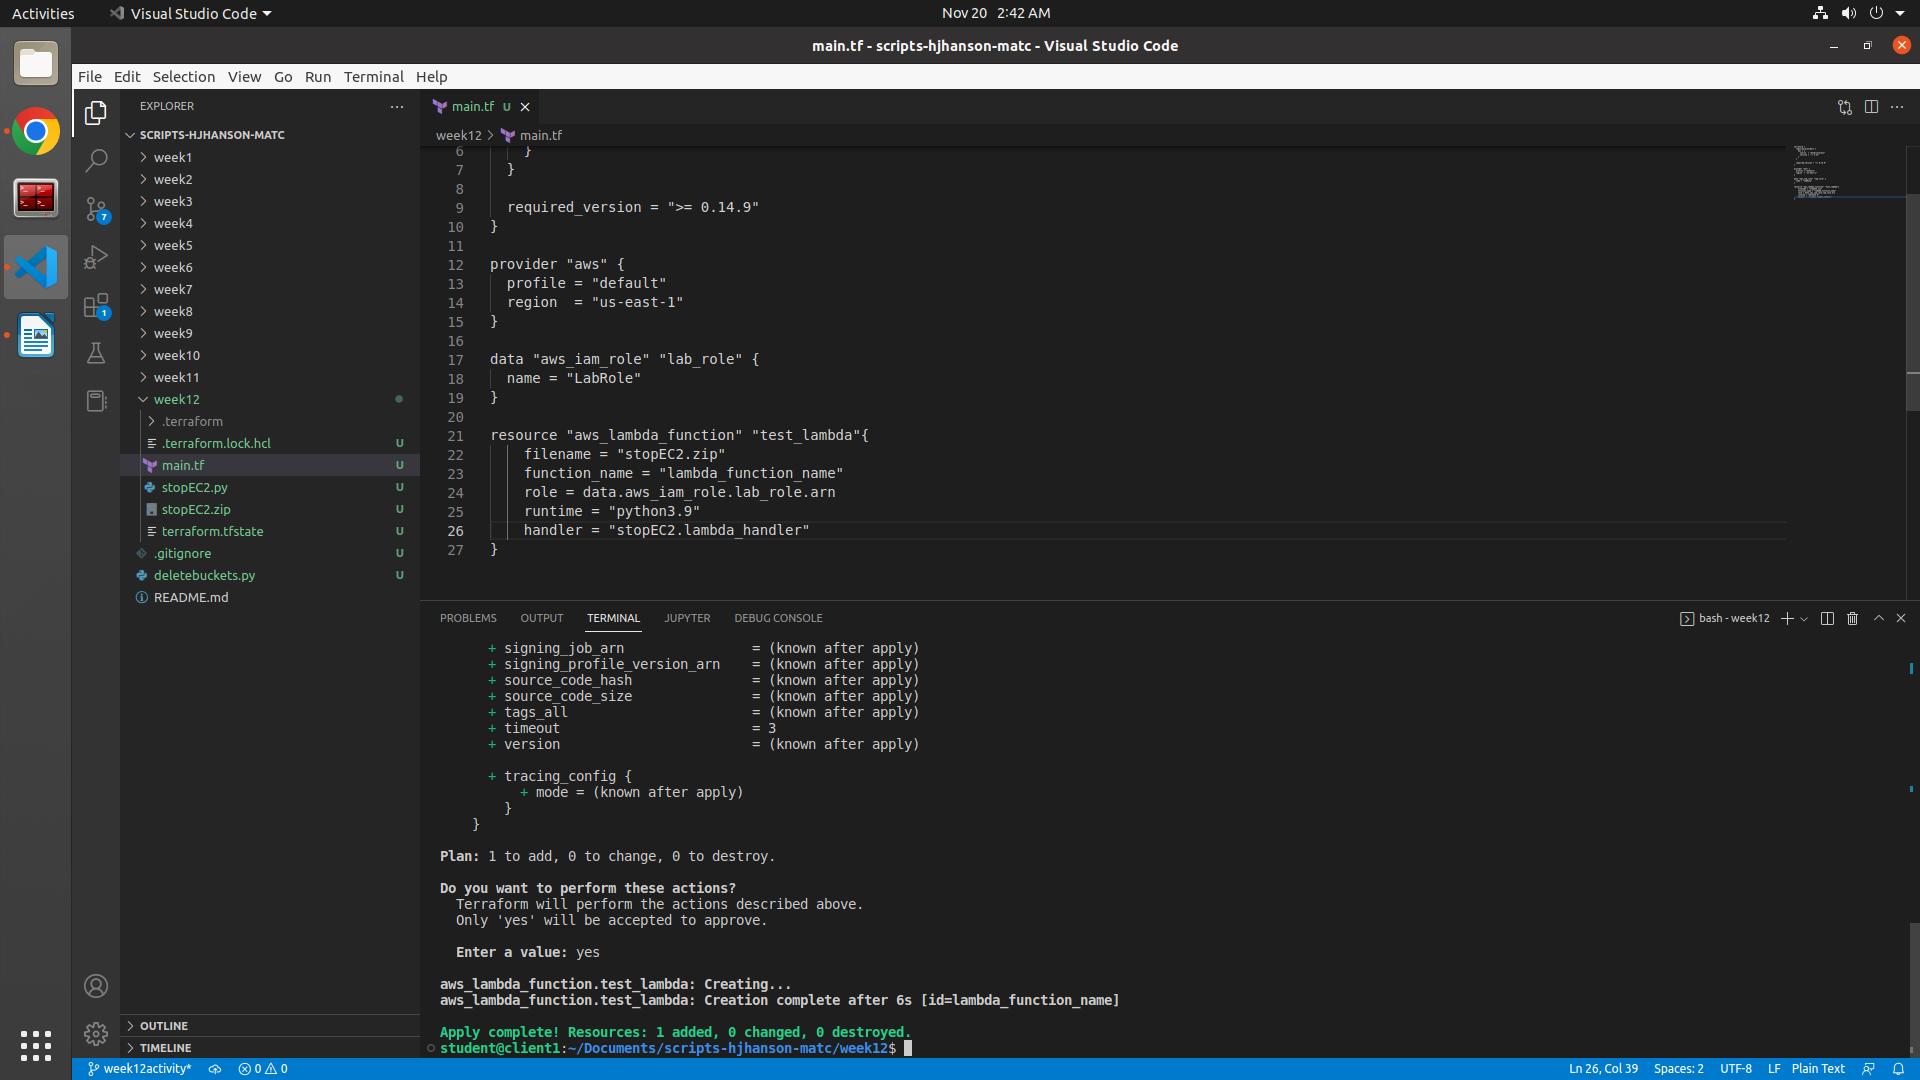 Activities
Visual Studio Code
Nov 20 2:42 AM
main.tf - scripts-hjhanson-matc - Visual Studio Code
File Edit Selection View Go Run Terminal Help
EXPLORER
SCRIPTS-HJHANSON-MATC
week1
week2
week3
week4
week5
week6
week7
week8
week9
week10
week11
week12
.terraform
.terraform.lock.hcl U
main.tf U
stopEC2.py U
stopEC2.zip U
terraform.tfstate U
.gitignore U
deletebuckets.py U
README.md
OUTLINE
TIMELINE
7
1
main.tf U
week12 > main.tf
6 }
7 }
8
9 required_version = ">= 0.14.9"
10 }
11
12 provider "aws" {
13 profile = "default"
14 region = "us-east-1"
15 }
16
17 data "aws_iam_role" "lab_role" {
18 name = "LabRole"
19 }
20
21 resource "aws_lambda_function" "test_lambda"{
22 filename = "stopEC2.zip"
23 function_name = "lambda_function_name"
24 role = data.aws_iam_role.lab_role.arn
25 runtime = "python3.9"
26 handler = "stopEC2.lambda_handler"
27 }
PROBLEMS OUTPUT TERMINAL JUPYTER DEBUG CONSOLE
bash - week12
+ signing_job_arn = (known after apply)
+ signing_profile_version_arn = (known after apply)
+ source_code_hash = (known after apply)
+ source_code_size = (known after apply)
+ tags_all = (known after apply)
+ timeout = 3
+ version = (known after apply)
+ tracing_config {
+ mode = (known after apply)
}
}
Plan: 1 to add, 0 to change, 0 to destroy.
Do you want to perform these actions?
Terraform will perform the actions described above.
Only 'yes' will be accepted to approve.
Enter a value: yes
aws_lambda_function.test_lambda: Creating...
aws_lambda_function.test_lambda: Creation complete after 6s [id=lambda_function_name]
Apply complete! Resources: 1 added, 0 changed, 0 destroyed.
student@client1:~/Documents/scripts-hjhanson-matc/week12$
week12activity* 0 0
Ln 26, Col 39 Spaces: 2 UTF-8 LF Plain Text